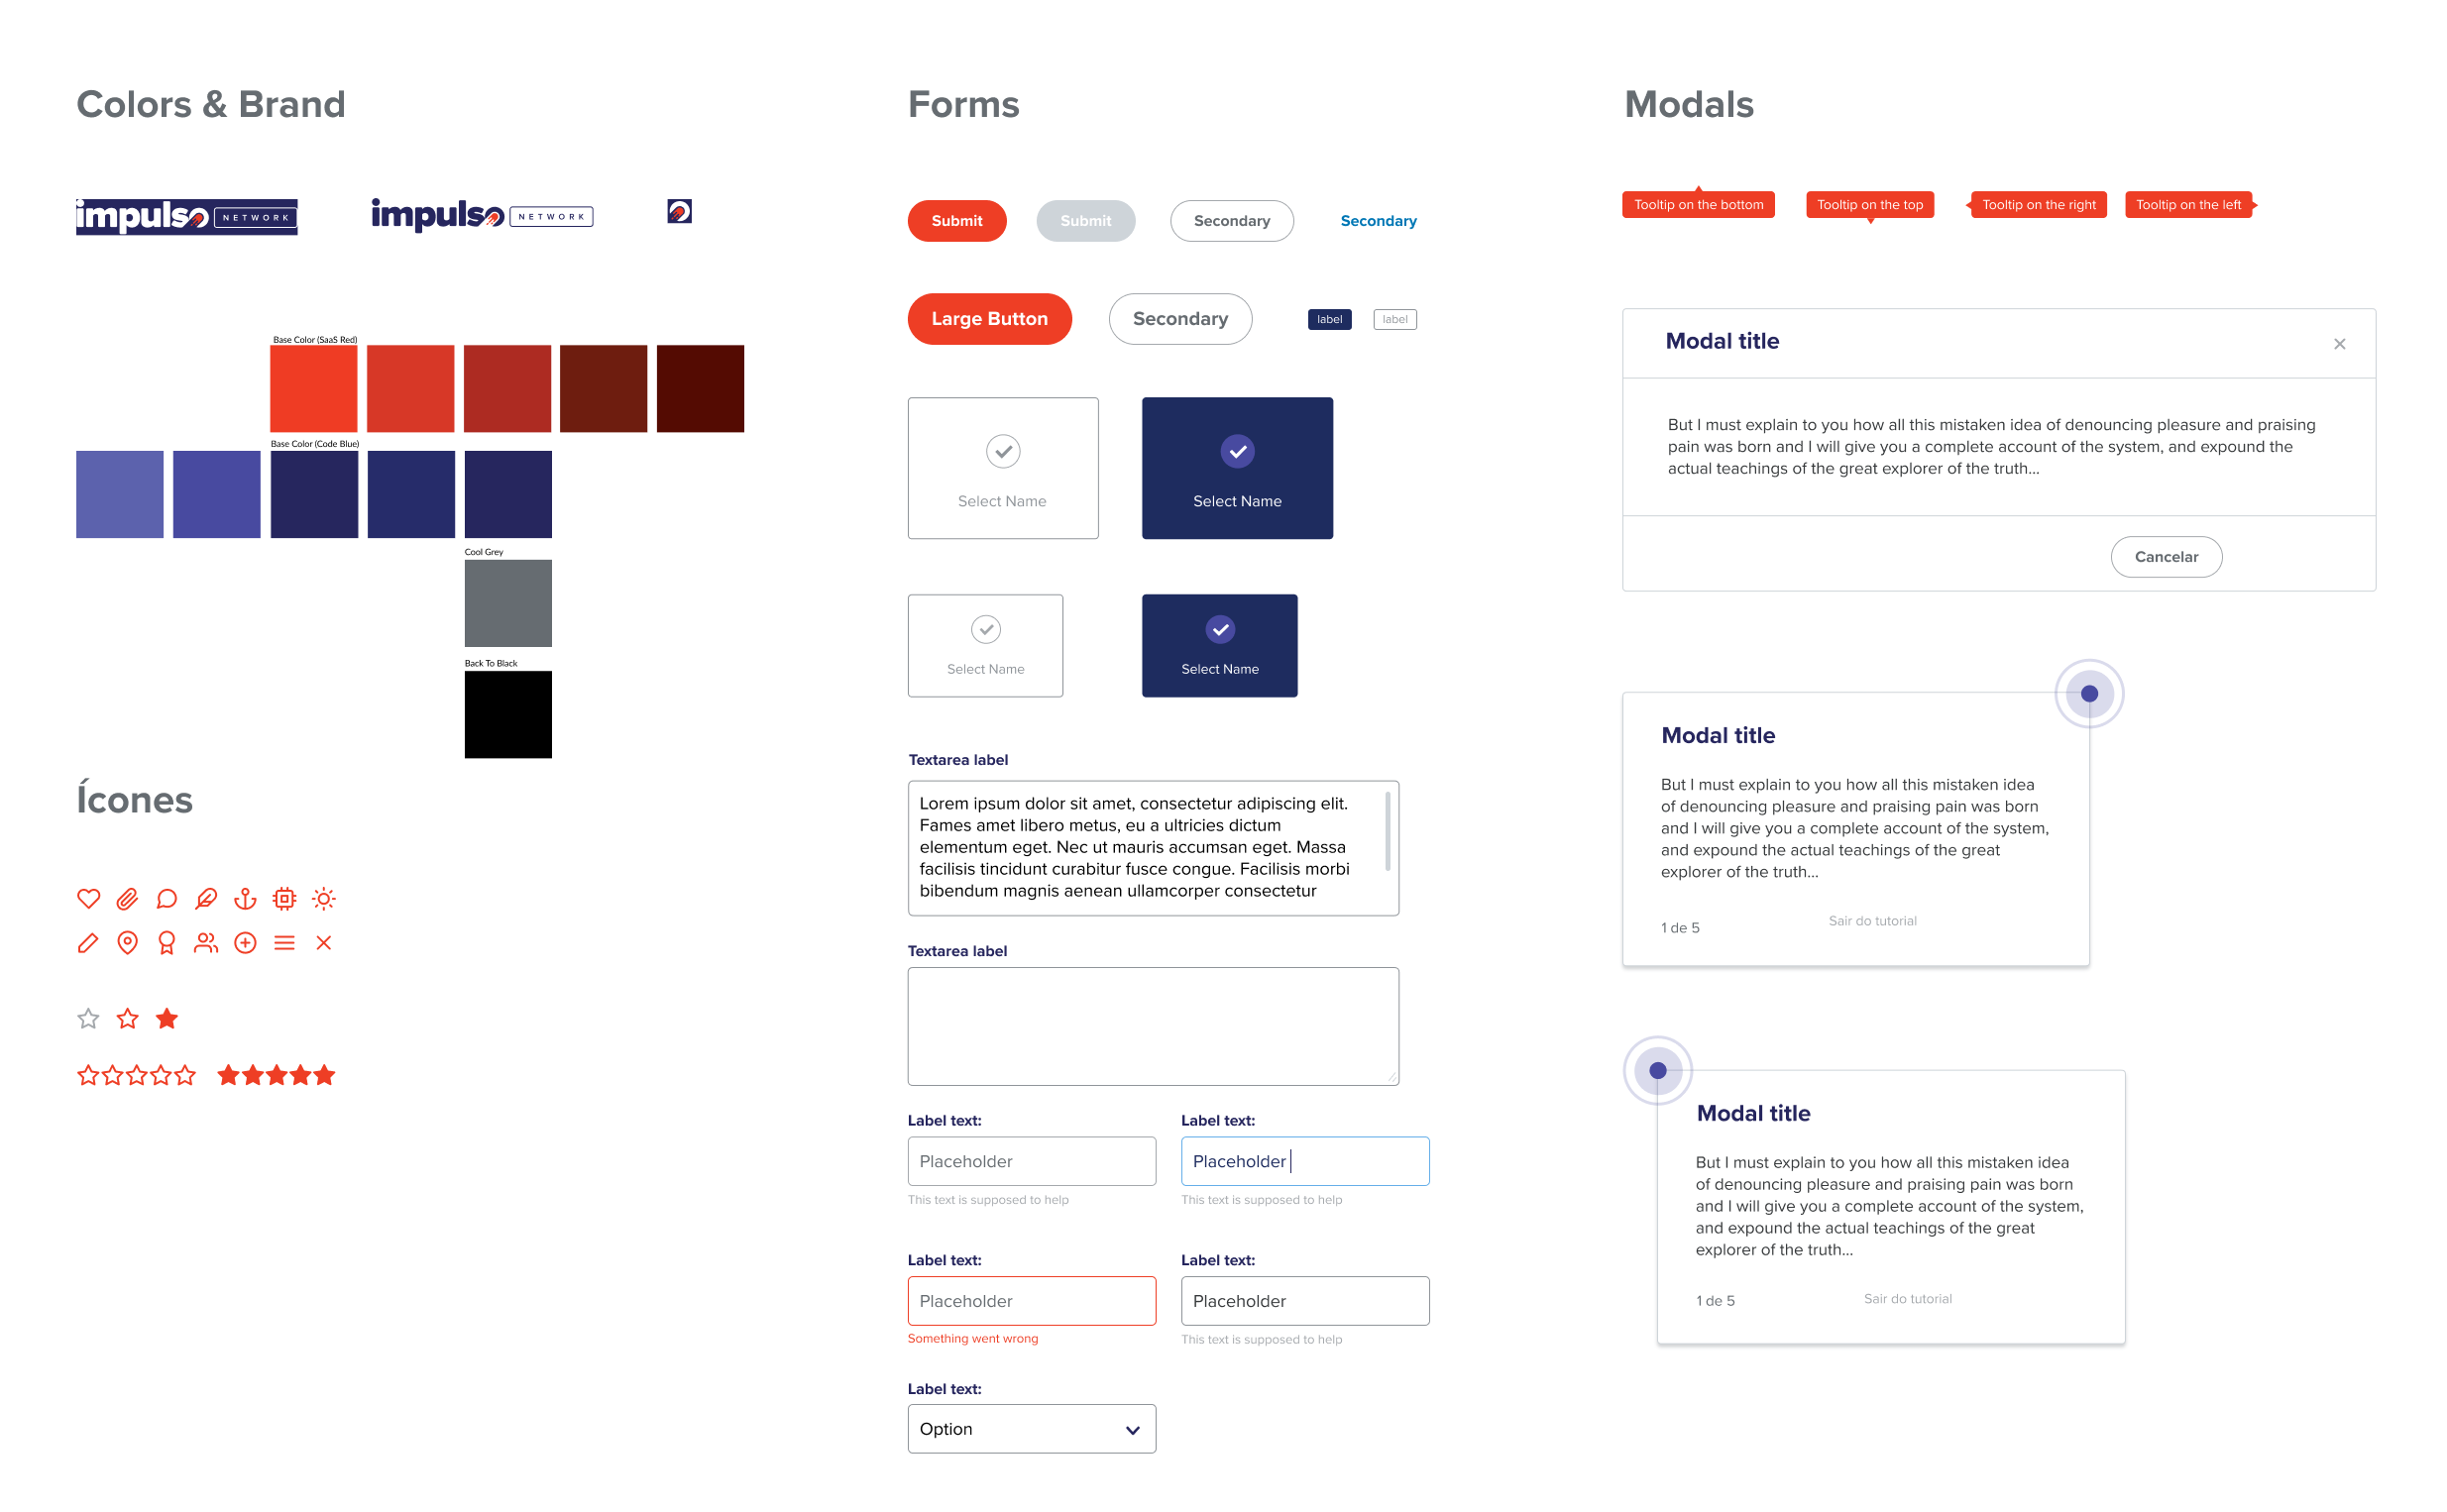 Colors & Brand
impulso NETWORK
impulso NETWORK
Base Color (SaaS Red)
Base Color (Code Blue)
Cool Grey
Back To Black
Ícones
Forms
Submit
Submit
Secondary
Secondary
Large Button
Secondary
label
label
Select Name
Select Name
Select Name
Select Name
Textarea label
Lorem ipsum dolor sit amet, consectetur adipiscing elit.
Fames amet libero metus, eu a ultricies dictum
elementum eget. Nec ut mauris accumsan eget. Massa
facilisis tincidunt curabitur fusce congue. Facilisis morbi
bibendum magnis aenean ullamcorper consectetur
Textarea label
Label text:
Placeholder
This text is supposed to help
Label text:
Placeholder
This text is supposed to help
Label text:
Placeholder
Something went wrong
Label text:
Placeholder
This text is supposed to help
Label text:
Option
Modals
Tooltip on the bottom
Tooltip on the top
Tooltip on the right
Tooltip on the left
Modal title
But I must explain to you how all this mistaken idea of denouncing pleasure and praising
pain was born and I will give you a complete account of the system, and expound the
actual teachings of the great explorer of the truth...
Cancelar
Modal title
But I must explain to you how all this mistaken idea
of denouncing pleasure and praising pain was born
and I will give you a complete account of the system,
and expound the actual teachings of the great
explorer of the truth...
1 de 5
Sair do tutorial
Modal title
But I must explain to you how all this mistaken idea
of denouncing pleasure and praising pain was born
and I will give you a complete account of the system,
and expound the actual teachings of the great
explorer of the truth...
1 de 5
Sair do tutorial